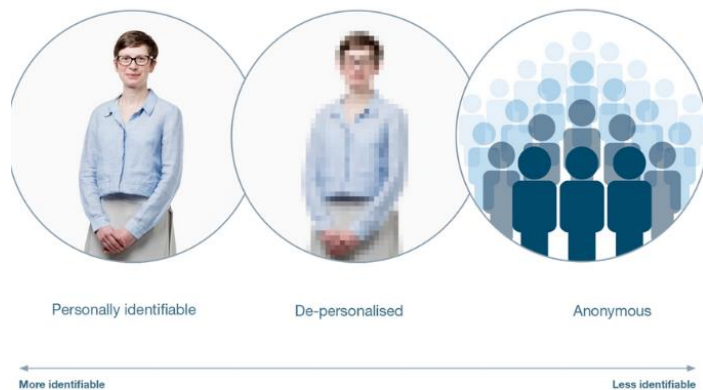 Personally identifiable
De-personalised
Anonymous
More identifiable
Less identifiable